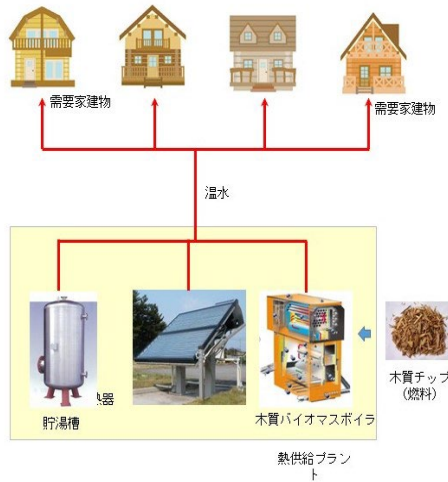 需要家建物
需要家建物
温水
熱器
貯湯槽
木質バイオマスボイラ
木質チップ
(燃料)
熱供給プラン
ト